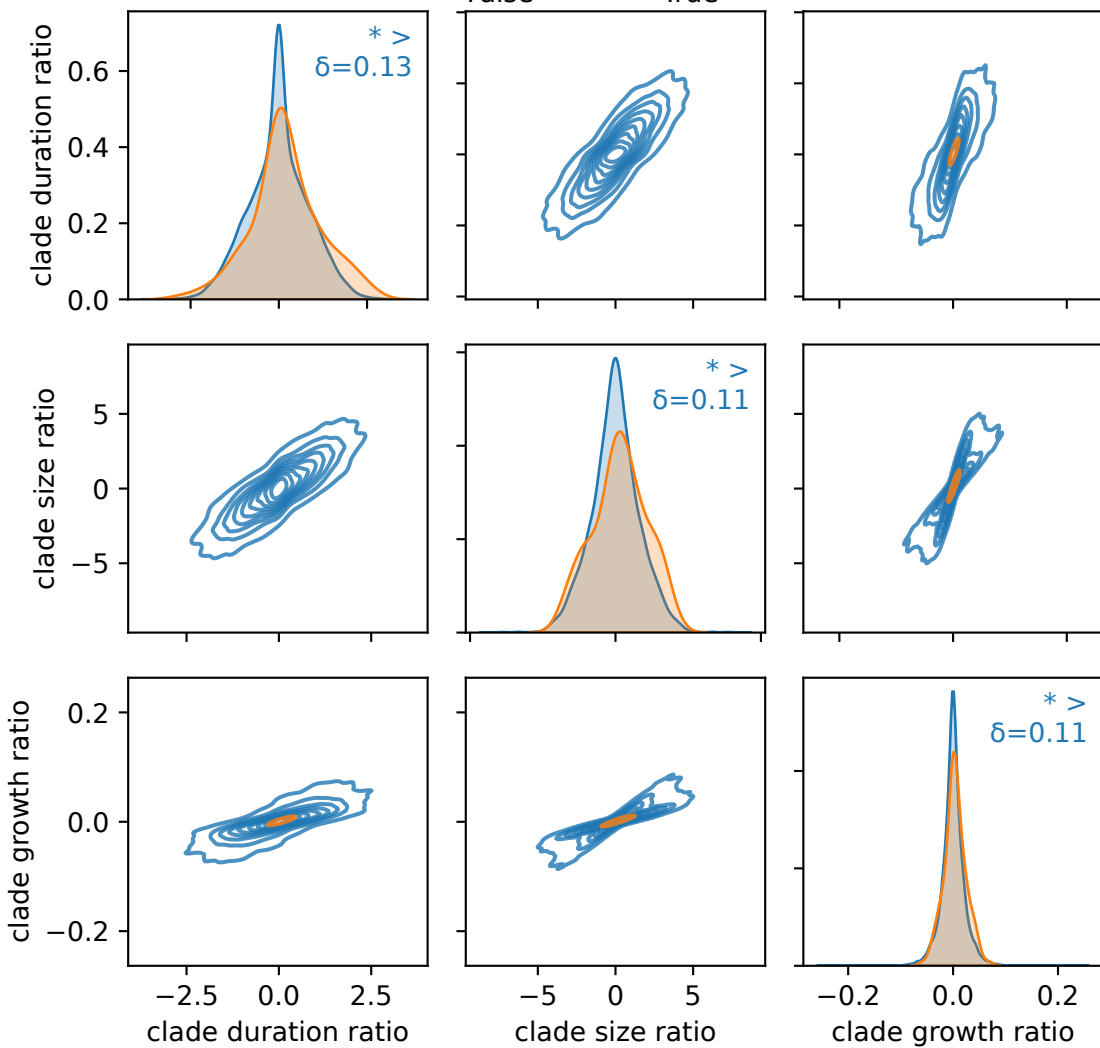 clade duration ratio
0.6
0.4
0.2
0.0
* >
δ=0.13
clade size ratio
5
0
−5
* >
δ=0.11
clade growth ratio
0.2
0.0
−0.2
* >
δ=0.11
−2.5 0.0 2.5
−5 0 5
−0.2 0.0 0.2
clade duration ratio
clade size ratio
clade growth ratio